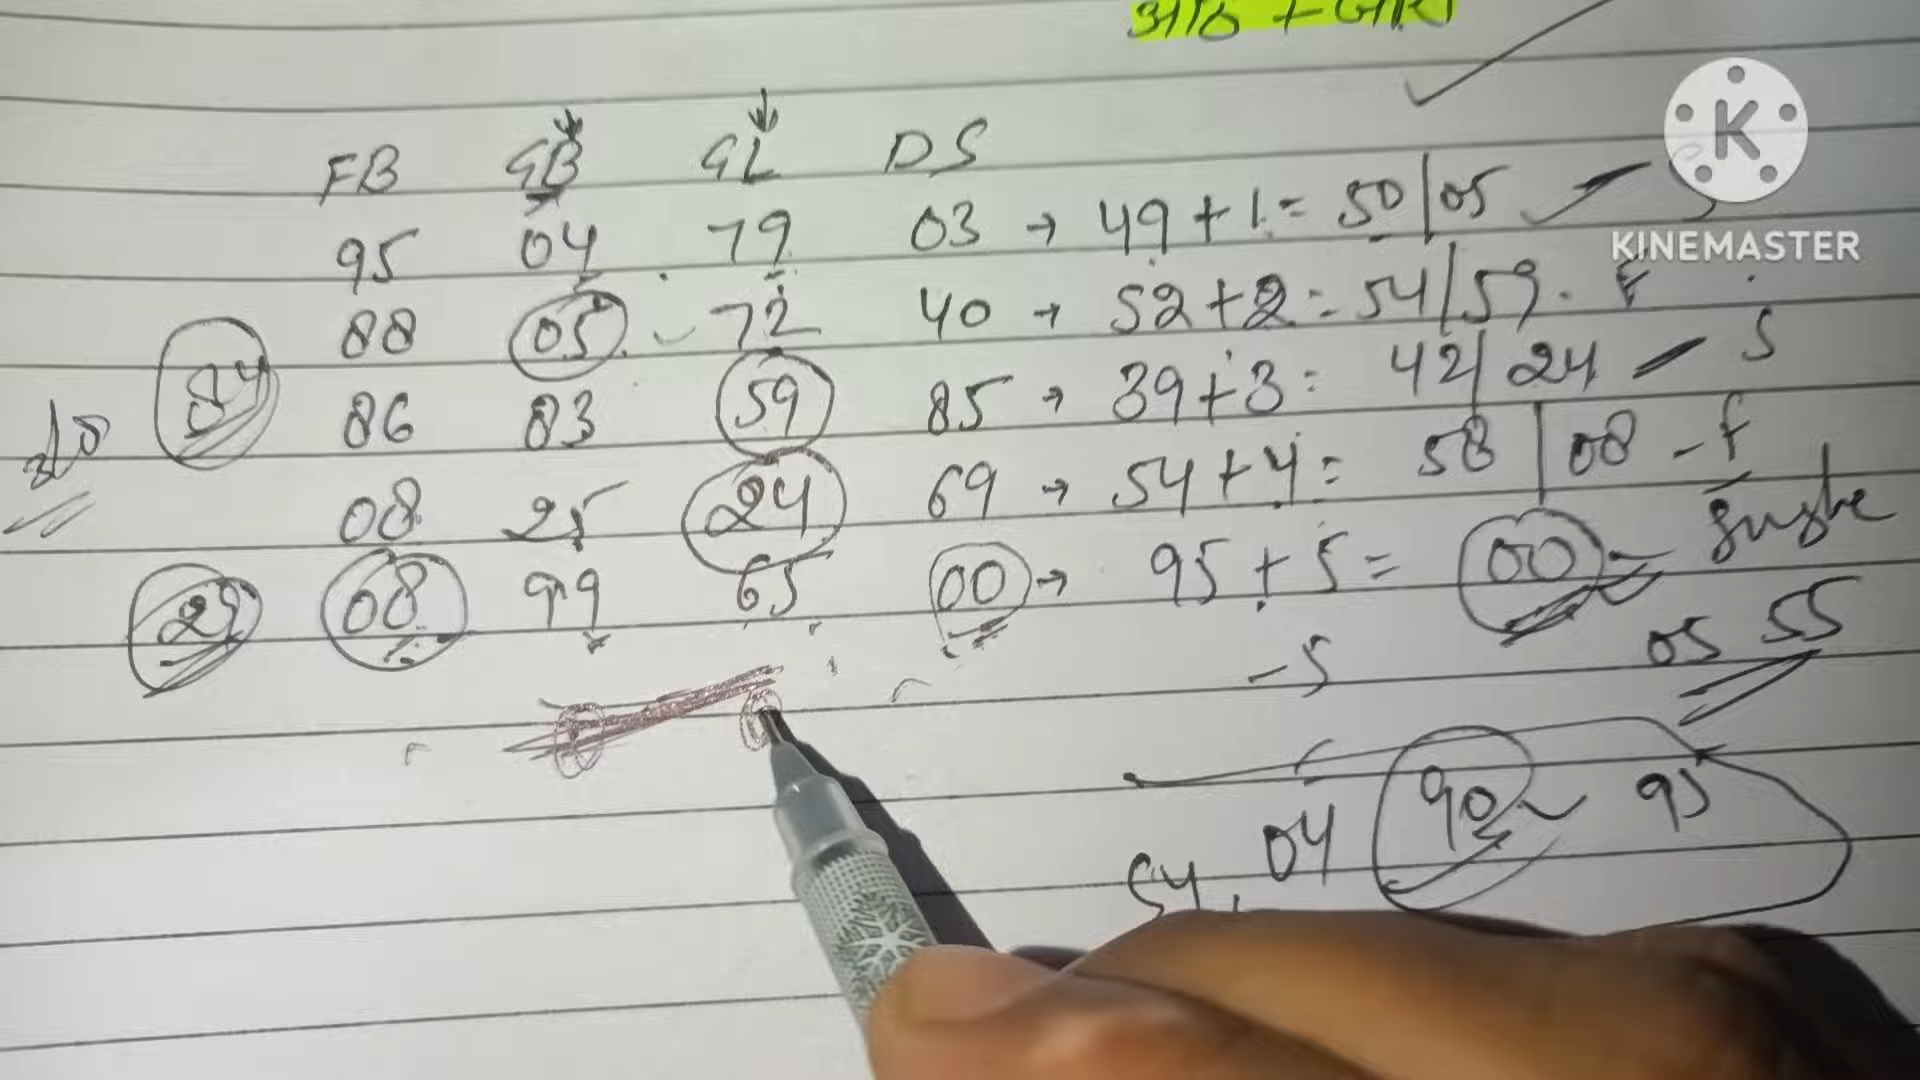 KINEMASTER
FB GB GL DS
95 04 79 03 → 49 + 1 = 50 | 05
88 05 72 40 → 52 + 2 = 54 / 59 F
84
86 83 59 85 → 39 + 3 = 42 | 24 S
08 25 24 69 → 54 + 4 = 58 | 08 - F
29 68 99 65 00 → 95 + 5 = 00
-5 05 55
54, 04 90 95